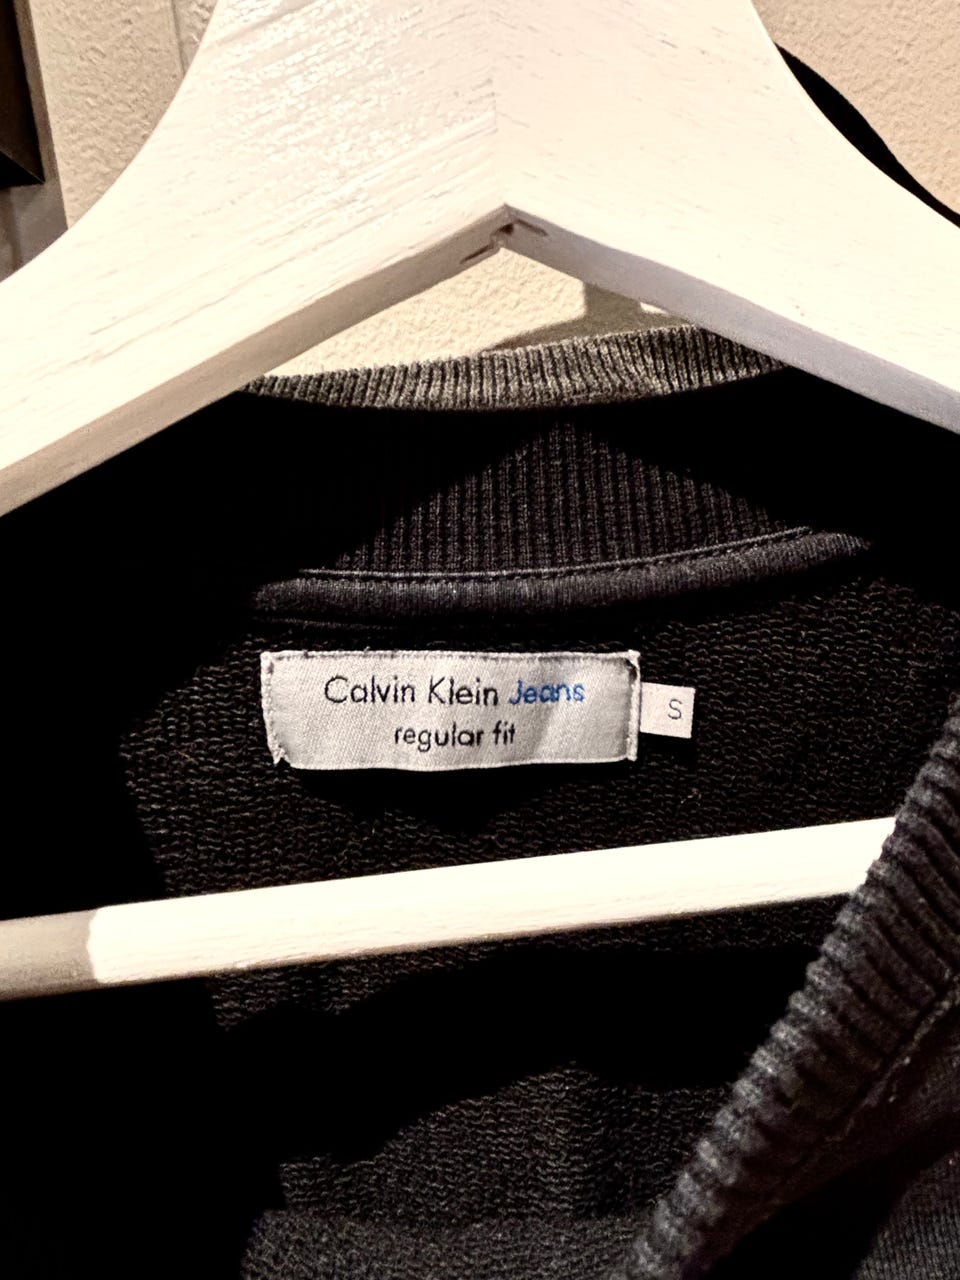 Calvin Klein Jeans
regular fit
S